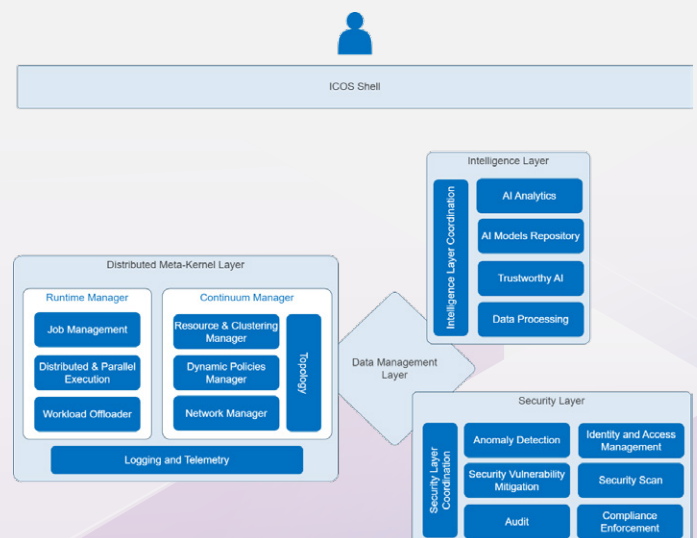 ICOS Shell
Intelligence Layer
Intelligence Layer Coordination
AI Analytics
AI Models Repository
Trustworthy AI
Data Processing
Distributed Meta-Kernel Layer
Runtime Manager
Job Management
Distributed & Parallel
Execution
Workload Offloader
Continuum Manager
Resource & Clustering
Manager
Dynamic Policies
Manager
Network Manager
Topology
Logging and Telemetry
Data Management
Layer
Security Layer
Security Layer
Coordination
Anomaly Detection
Identity and Access
Management
Security Vulnerability
Mitigation
Security Scan
Audit
Compliance
Enforcement